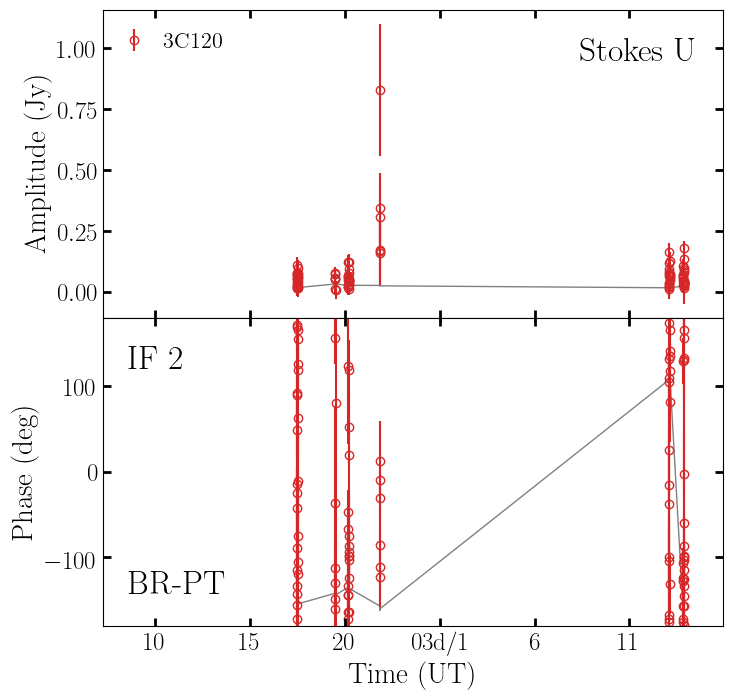 3C120
Stokes U
1.00
0.75
0.50
0.25
0.00
Amplitude (Jy)
IF 2
100
0
−100
Phase (deg)
BR-PT
10 15 20 03d/1 6 11
Time (UT)